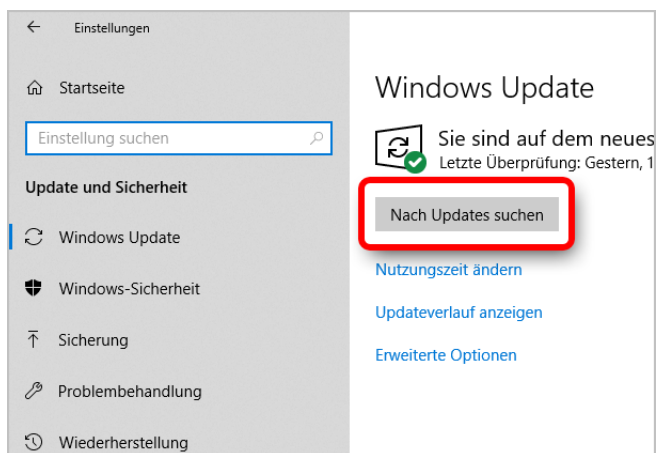 Einstellungen
Startseite
Einstellung suchen
Update und Sicherheit
Windows Update
Windows-Sicherheit
Sicherung
Problembehandlung
Wiederherstellung
Windows Update
Sie sind auf dem neues
Letzte Überprüfung: Gestern, 1
Nach Updates suchen
Nutzungszeit ändern
Updateverlauf anzeigen
Erweiterte Optionen